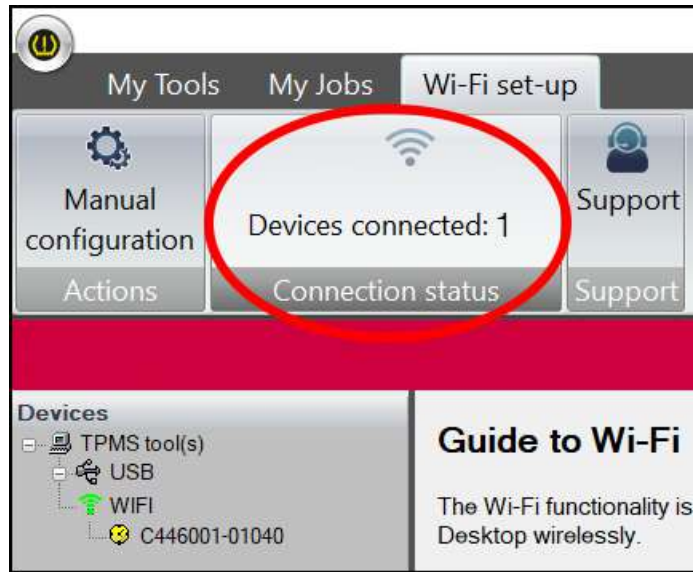 My Tools My Jobs Wi-Fi set-up
Manual
configuration
Actions
Devices connected: 1
Connection status
Support
Support
Devices
TPMS tool(s)
USB
WIFI
C446001-01040
Guide to Wi-Fi
The Wi-Fi functionality is
Desktop wirelessly.